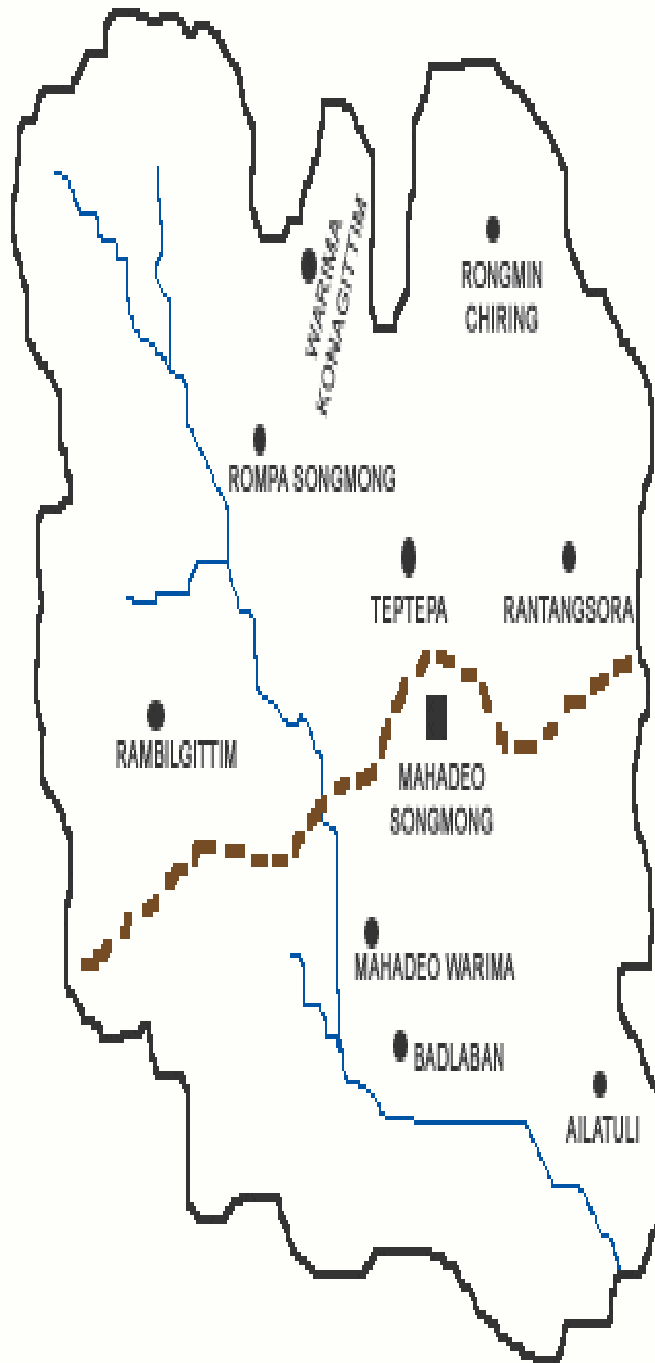 WARIMA
KONAGITTIM
RONGMIN
CHIRING
ROMPA SONGMONG
TEPTEPA
RANTANGSORA
RAMBILGITTIM
MAHADEO
SONGMONG
MAHADEO WARIMA
BADLABAN
AILATULI